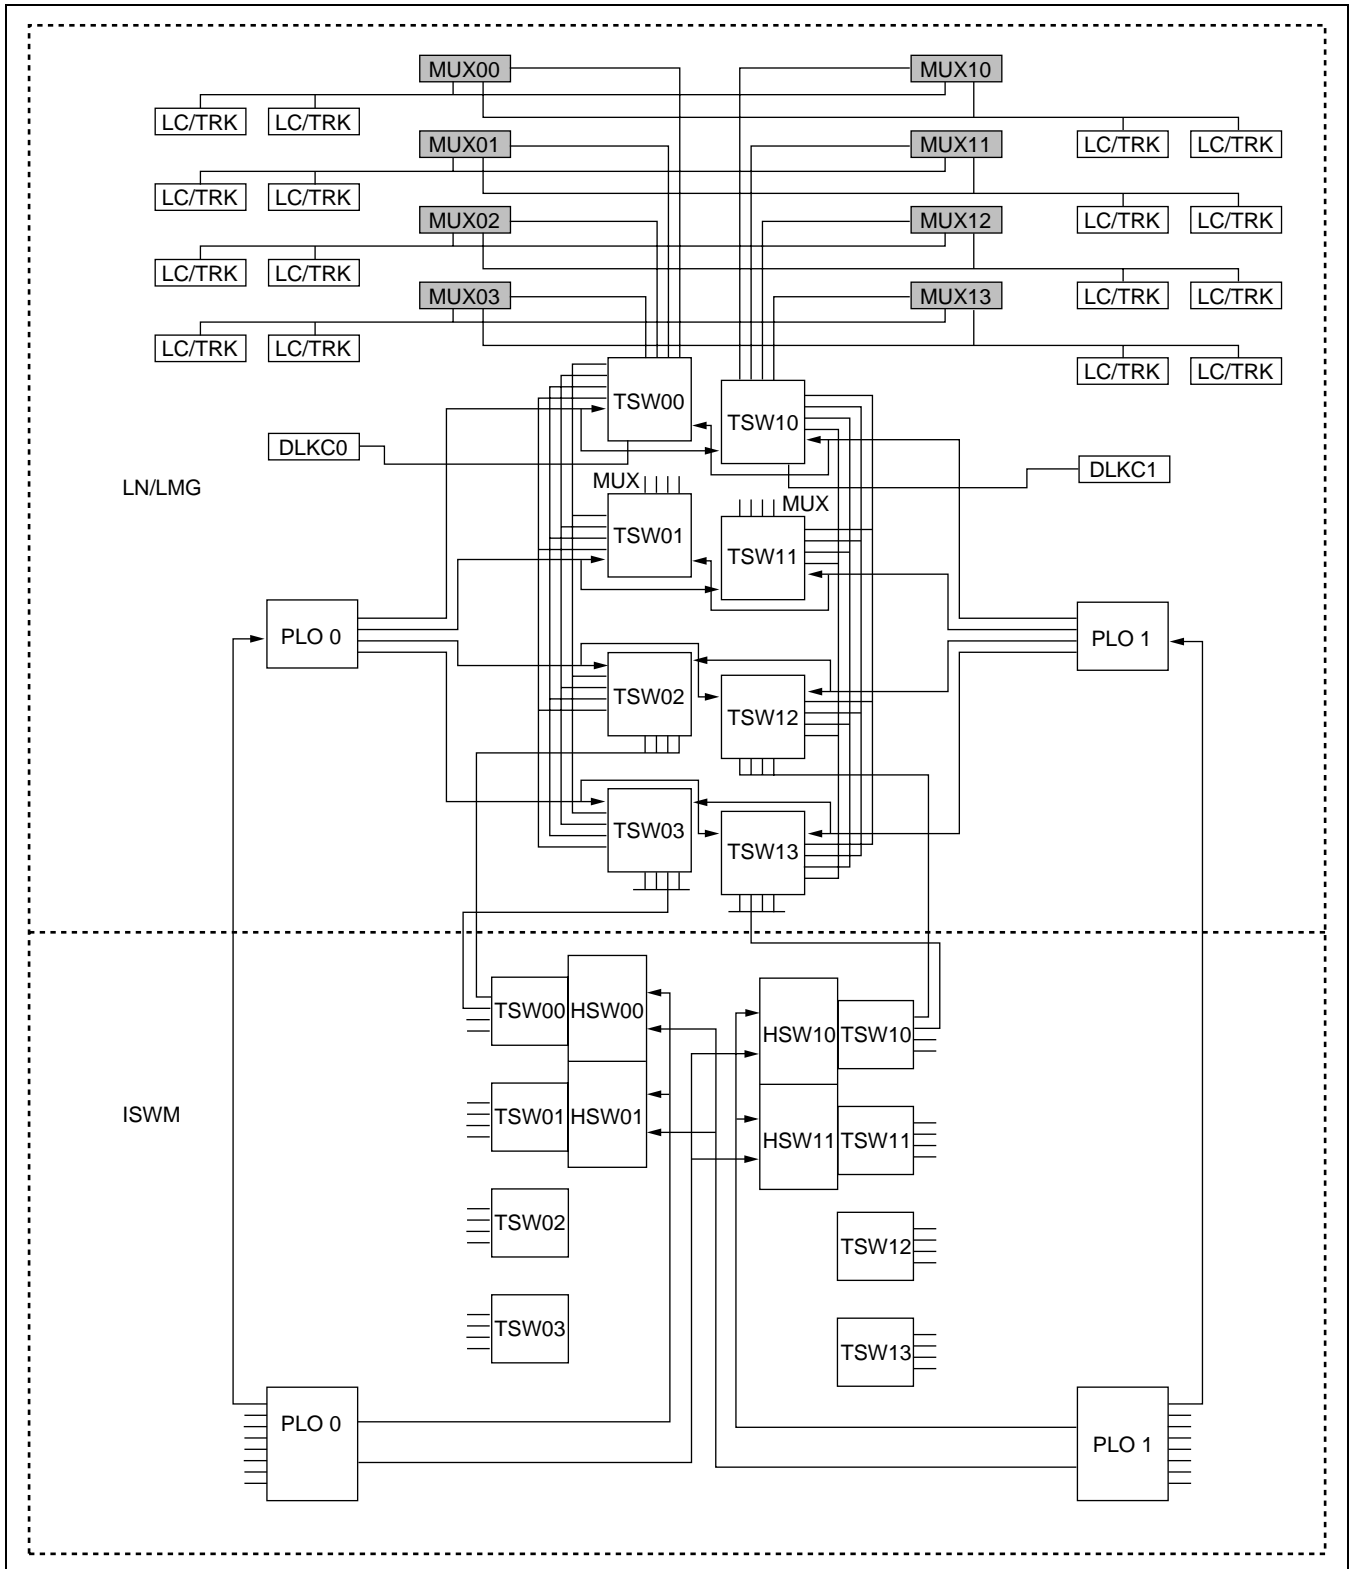 MUX00 MUX10
LC/TRK LC/TRK
LC/TRK LC/TRK
MUX01 MUX11
LC/TRK LC/TRK
LC/TRK LC/TRK
MUX02 MUX12
LC/TRK LC/TRK
LC/TRK LC/TRK
MUX03 MUX13
LC/TRK LC/TRK
LC/TRK LC/TRK
TSW00
TSW10
DLKC0
DLKC1
LN/LMG
MUX
MUX
TSW01
TSW11
PLO 0
PLO 1
TSW02
TSW12
TSW03
TSW13
TSW00 HSW00
HSW10 TSW10
ISWM
TSW01 HSW01
HSW11 TSW11
TSW02
TSW12
TSW03
TSW13
PLO 0
PLO 1